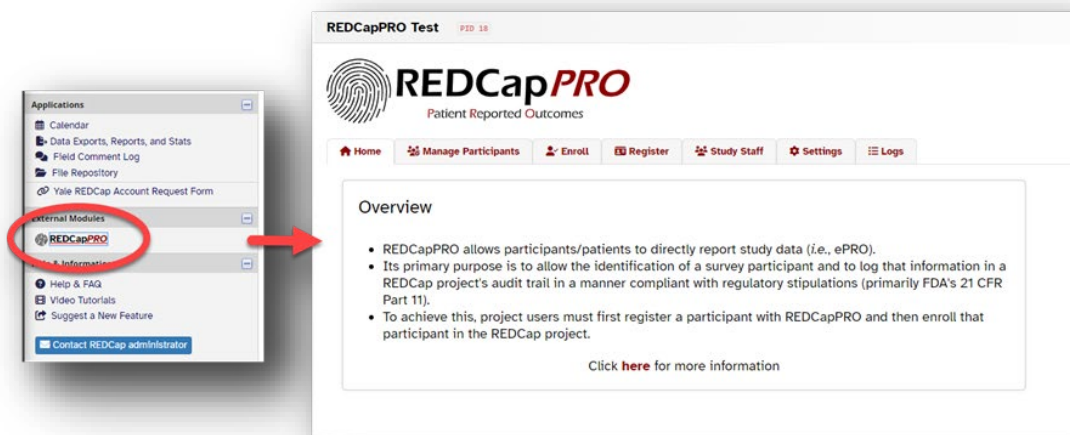 Applications
Calendar
Data Exports, Reports, and Stats
Field Comment Log
File Repository
Yale REDCap Account Request Form
External Modules
REDCapPRO
Help & Information
Help & FAQ
Video Tutorials
Suggest a New Feature
Contact REDCap administrator
REDCapPRO Test PID 18
REDCapPRO
Patient Reported Outcomes
Home Manage Participants Enroll Register Study Staff Settings Logs
Overview
• REDCapPRO allows participants/patients to directly report study data (i.e., ePRO).
• Its primary purpose is to allow the identification of a survey participant and to log that information in a
REDCap project's audit trail in a manner compliant with regulatory stipulations (primarily FDA's 21 CFR
Part 11).
• To achieve this, project users must first register a participant with REDCapPRO and then enroll that
participant in the REDCap project.
Click here for more information